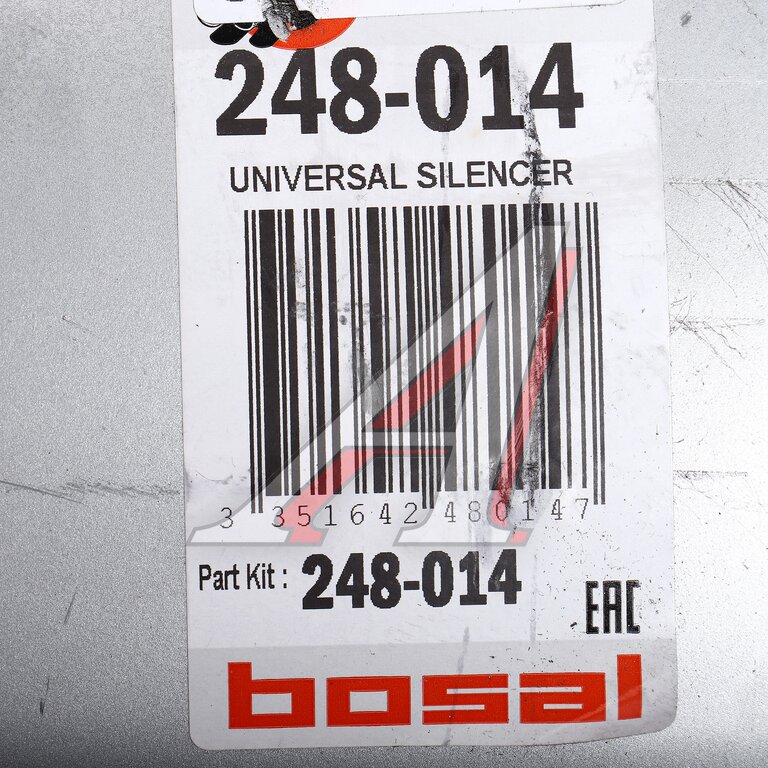 248-014
UNIVERSAL SILENCER
3 351642 480147
Part Kit : 248-014
EAC
bosal